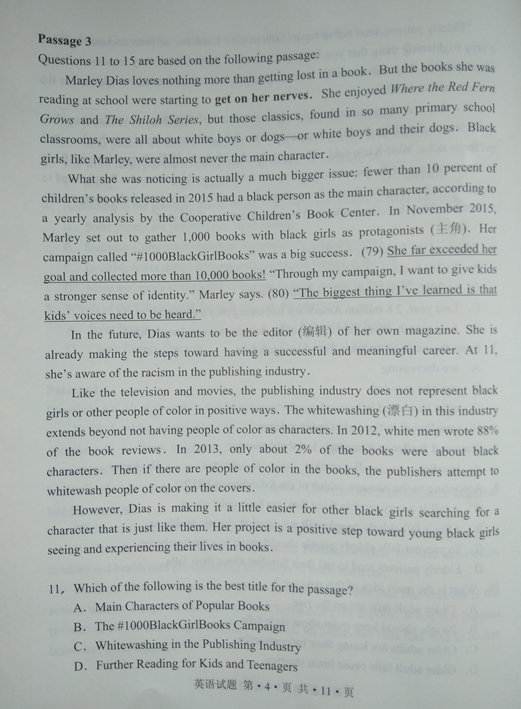 Passage 3
Questions 11 to 15 are based on the following passage:
Marley Dias loves nothing more than getting lost in a book. But the books she was
reading at school were starting to get on her nerves. She enjoyed Where the Red Fern
Grows and The Shiloh Series, but those classics, found in so many primary school
classrooms, were all about white boys or dogs—or white boys and their dogs. Black
girls, like Marley, were almost never the main character.
What she was noticing is actually a much bigger issue: fewer than 10 percent of
children's books released in 2015 had a black person as the main character, according to
a yearly analysis by the Cooperative Children's Book Center. In November 2015,
Marley set out to gather 1,000 books with black girls as protagonists (主角). Her
campaign called "#1000BlackGirlBooks" was a big success. (79) She far exceeded her
goal and collected more than 10,000 books! "Through my campaign, I want to give kids
a stronger sense of identity." Marley says. (80) "The biggest thing I've learned is that
kids' voices need to be heard."
In the future, Dias wants to be the editor (编辑) of her own magazine. She is
already making the steps toward having a successful and meaningful career. At 11,
she's aware of the racism in the publishing industry.
Like the television and movies, the publishing industry does not represent black
girls or other people of color in positive ways. The whitewashing (漂白) in this industry
extends beyond not having people of color as characters. In 2012, white men wrote 88%
of the book reviews. In 2013, only about 2% of the books were about black
characters. Then if there are people of color in the books, the publishers attempt to
whitewash people of color on the covers.
However, Dias is making it a little easier for other black girls searching for a
character that is just like them. Her project is a positive step toward young black girls
seeing and experiencing their lives in books.
11. Which of the following is the best title for the passage?
A. Main Characters of Popular Books
B. The #1000BlackGirlBooks Campaign
C. Whitewashing in the Publishing Industry
D. Further Reading for Kids and Teenagers
英语试题 第·4·页 共·11·页